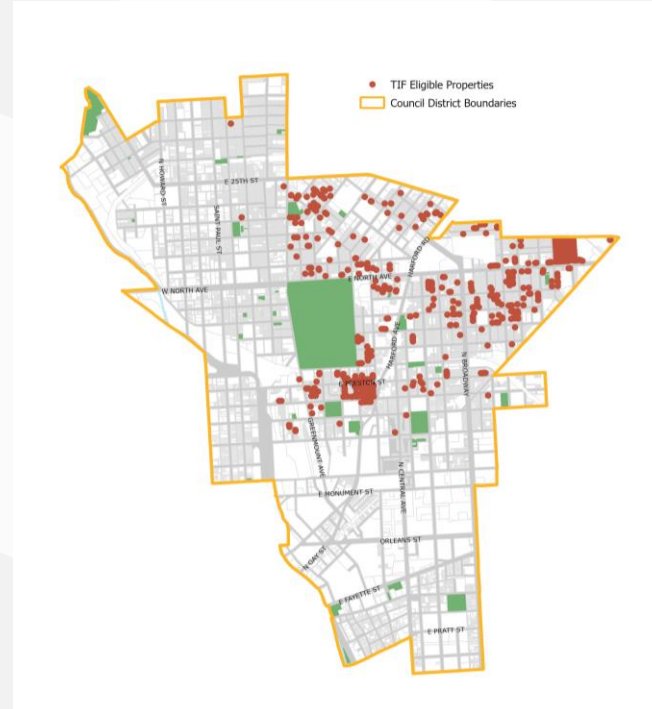 TIF Eligible Properties
Council District Boundaries
N HOWARD ST
E 25TH ST
SAINT PAUL ST
HARFORD RD
E NORTH AVE
W NORTH AVE
HARFORD AVE
N BROADWAY
E PRESTON ST
GREENMOUNT AVE
N CENTRAL AVE
E MONUMENT ST
ORLEANS ST
N GAY ST
E FAYETTE ST
E PRATT ST